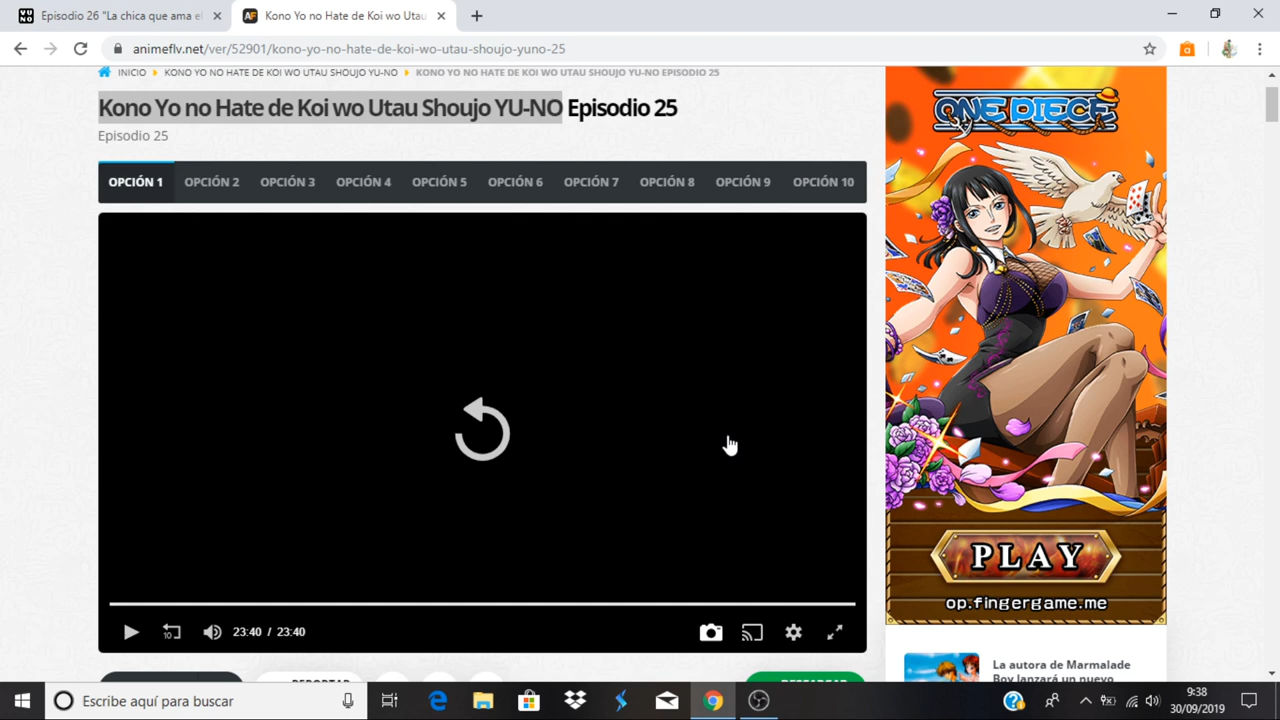 Episodio 26 "La chica que ama el
Kono Yo no Hate de Koi wo Utau
animeflv.net/ver/52901/kono-yo-no-hate-de-koi-wo-utau-shoujo-yuno-25
INICIO
KONO YO NO HATE DE KOI WO UTAU SHOUJO YU-NO
KONO YO NO HATE DE KOI WO UTAU SHOUJO YU-NO EPISODIO 25
Kono Yo no Hate de Koi wo Utau Shoujo YU-NO Episodio 25
Episodio 25
OPCIÓN 1
OPCIÓN 2
OPCIÓN 3
OPCIÓN 4
OPCIÓN 5
OPCIÓN 6
OPCIÓN 7
OPCIÓN 8
OPCIÓN 9
OPCIÓN 10
ONE PIECE
PLAY
op.fingergame.me
10
23:40 / 23:40
La autora de Marmalade
Boy lanzará un nuevo
REPORTAR
DESCARGAR
Escribe aquí para buscar
9:38
30/09/2019